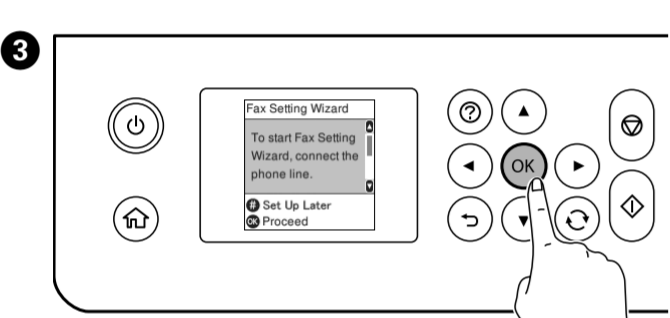 3
Fax Setting Wizard
To start Fax Setting
Wizard, connect the
phone line.
# Set Up Later
OK Proceed
?
OK